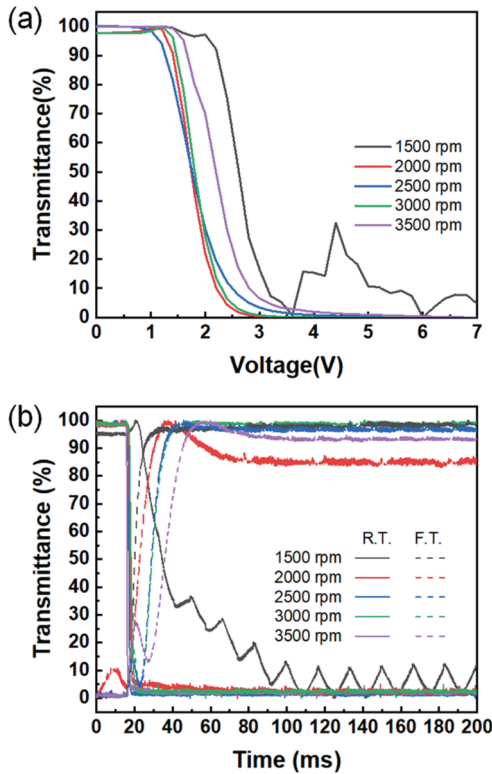 (a)
100
90
80
70
60
50
40
30
20
10
0
Transmittance(%)
1500 rpm
2000 rpm
2500 rpm
3000 rpm
3500 rpm
0 1 2 3 4 5 6 7
Voltage(V)
(b)
100
90
80
70
60
50
40
30
20
10
0
Transmittance (%)
R.T. F.T.
1500 rpm
2000 rpm
2500 rpm
3000 rpm
3500 rpm
0 20 40 60 80 100 120 140 160 180 200
Time (ms)